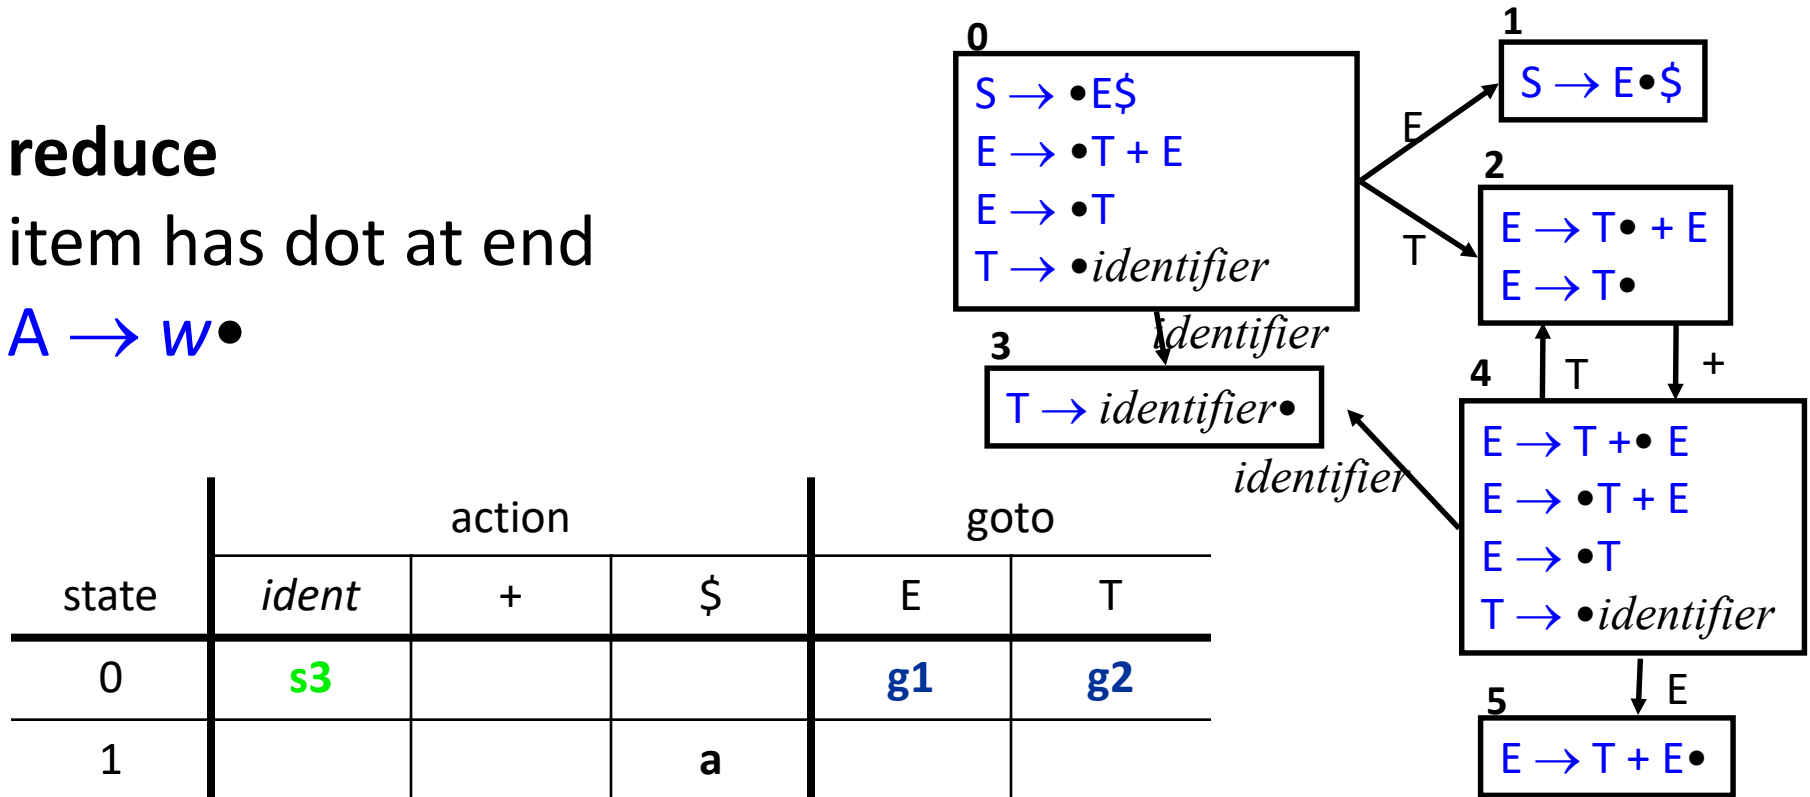 reduce
item has dot at end
A → w•
0
S → •E$
E → •T + E
E → •T
T → •identifier
E
T
1
S → E•$
2
E → T• + E
E → T•
identifier
3
T → identifier•
identifier
T
+
4
E → T +• E
E → •T + E
E → •T
T → •identifier
E
5
E → T + E•
action goto
state ident + $ E T
0 s3 g1 g2
1 a